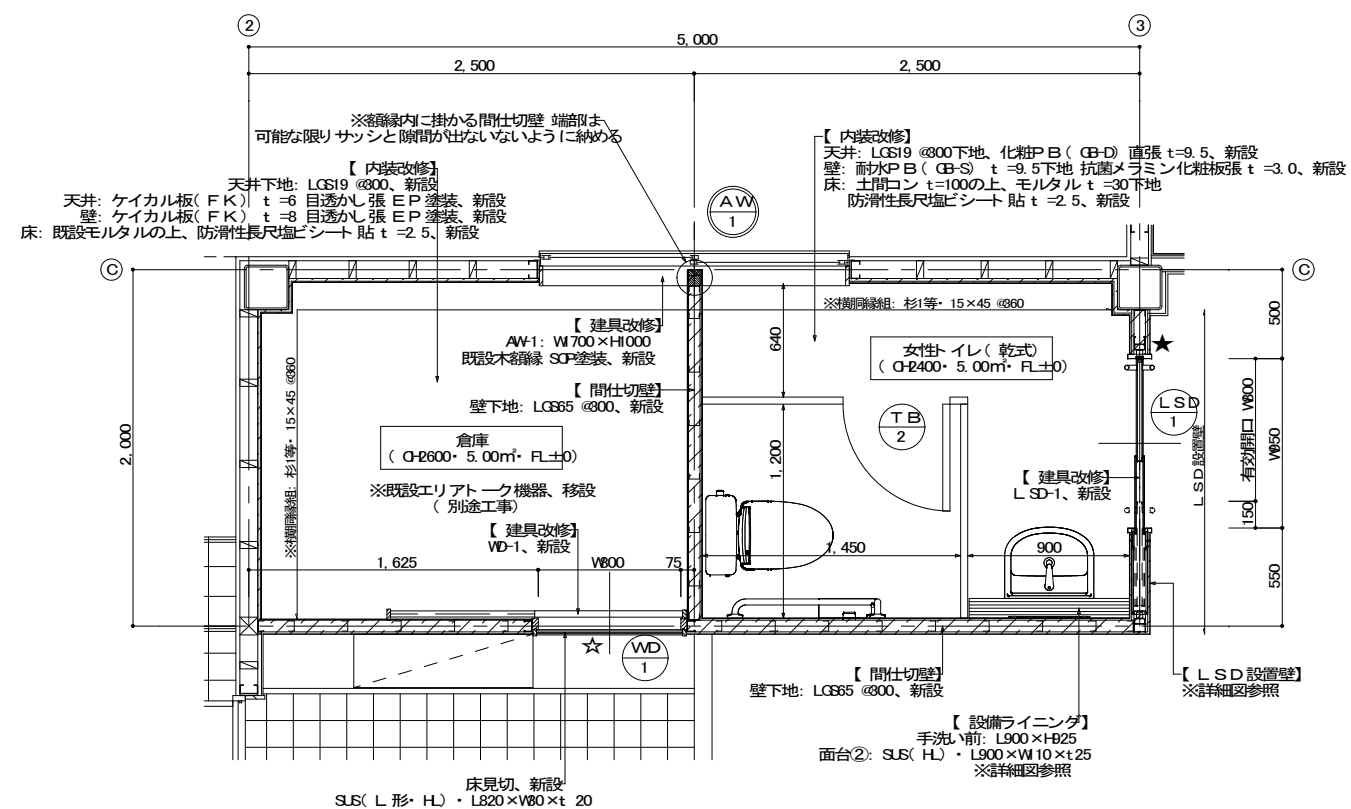 ② ③
5,000
2,500 2,500
※額縁内に掛かる間仕切壁 端部は
可能な限りサッシと隙間が出ないないように納める
【 内装改修】
天井下地: LGS19 @300、新設
天井: ケイカル板( FK) t =6 目透かし張 EP 塗装、新設
壁: ケイカル板( FK) t =8 目透かし張 EP 塗装、新設
床: 既設モルタルの上、防滑性長尺塩ビシート 貼 t =2.5、新設
【 内装改修】
天井: LGS19 @300下地、化粧PB( GB-D) 直張 t=9.5、新設
壁: 耐水PB( GB-S) t =9.5下地 抗菌メラミン化粧板張 t =3.0、新設
床: 土間コン t=100の上、モルタル t =30下地
防滑性長尺塩ビシート 貼 t =2.5、新設
AW
1
Ⓒ Ⓒ
※横胴縁組: 杉1等・15×45 @360
【 建具改修】
AW-1: W1700×H1000
既設木額縁 SOP塗装、新設
【 間仕切壁】
壁下地: LGS65 @300、新設
640
女性トイレ( 乾式)
( CH2400・5.00㎡・FL±0)
★
500
TB
2
LSD
1
LSD設置壁
有効開口 W800
W950
2,000
※横胴縁組: 杉1等・15×45 @360
倉庫
( CH2600・5.00㎡・FL±0)
※既設エリアトーク機器、移設
( 別途工事)
1,200
【 建具改修】
LSD-1、新設
150
【 建具改修】
WD-1、新設
1,625 W800 75
1,450 900
550
☆
WD
1
【 間仕切壁】
壁下地: LGS65 @300、新設
【 LSD設置壁】
※詳細図参照
【 設備ライニング】
手洗い前: L900×H925
面台②: SUS( HL) ・L900×W110×t25
※詳細図参照
床見切、新設
SUS( L 形・HL) ・L820×W80×t 20